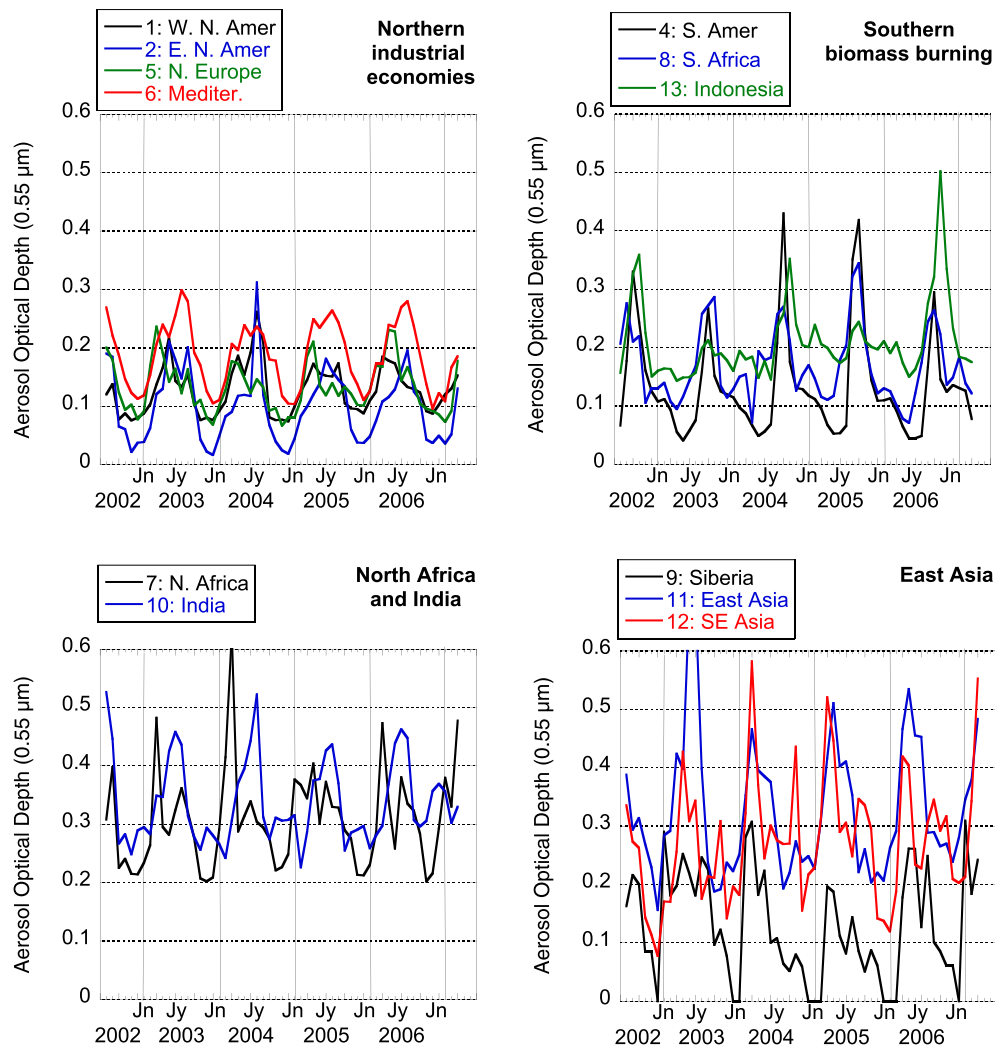 1: W. N. Amer
2: E. N. Amer
5: N. Europe
6: Mediter.
Northern
industrial
economies
Aerosol Optical Depth (0.55 µm)
0.6
0.5
0.4
0.3
0.2
0.1
0
Jn Jy Jn Jy Jn Jy Jn Jy Jn
2002 2003 2004 2005 2006
4: S. Amer
8: S. Africa
13: Indonesia
Southern
biomass burning
Aerosol Optical Depth (0.55 µm)
0.6
0.5
0.4
0.3
0.2
0.1
0
Jn Jy Jn Jy Jn Jy Jn Jy Jn
2002 2003 2004 2005 2006
7: N. Africa
10: India
North Africa
and India
Aerosol Optical Depth (0.55 µm)
0.6
0.5
0.4
0.3
0.2
0.1
0
Jn Jy Jn Jy Jn Jy Jn Jy Jn
2002 2003 2004 2005 2006
9: Siberia
11: East Asia
12: SE Asia
East Asia
Aerosol Optical Depth (0.55 µm)
0.6
0.5
0.4
0.3
0.2
0.1
0
Jn Jy Jn Jy Jn Jy Jn Jy Jn
2002 2003 2004 2005 2006